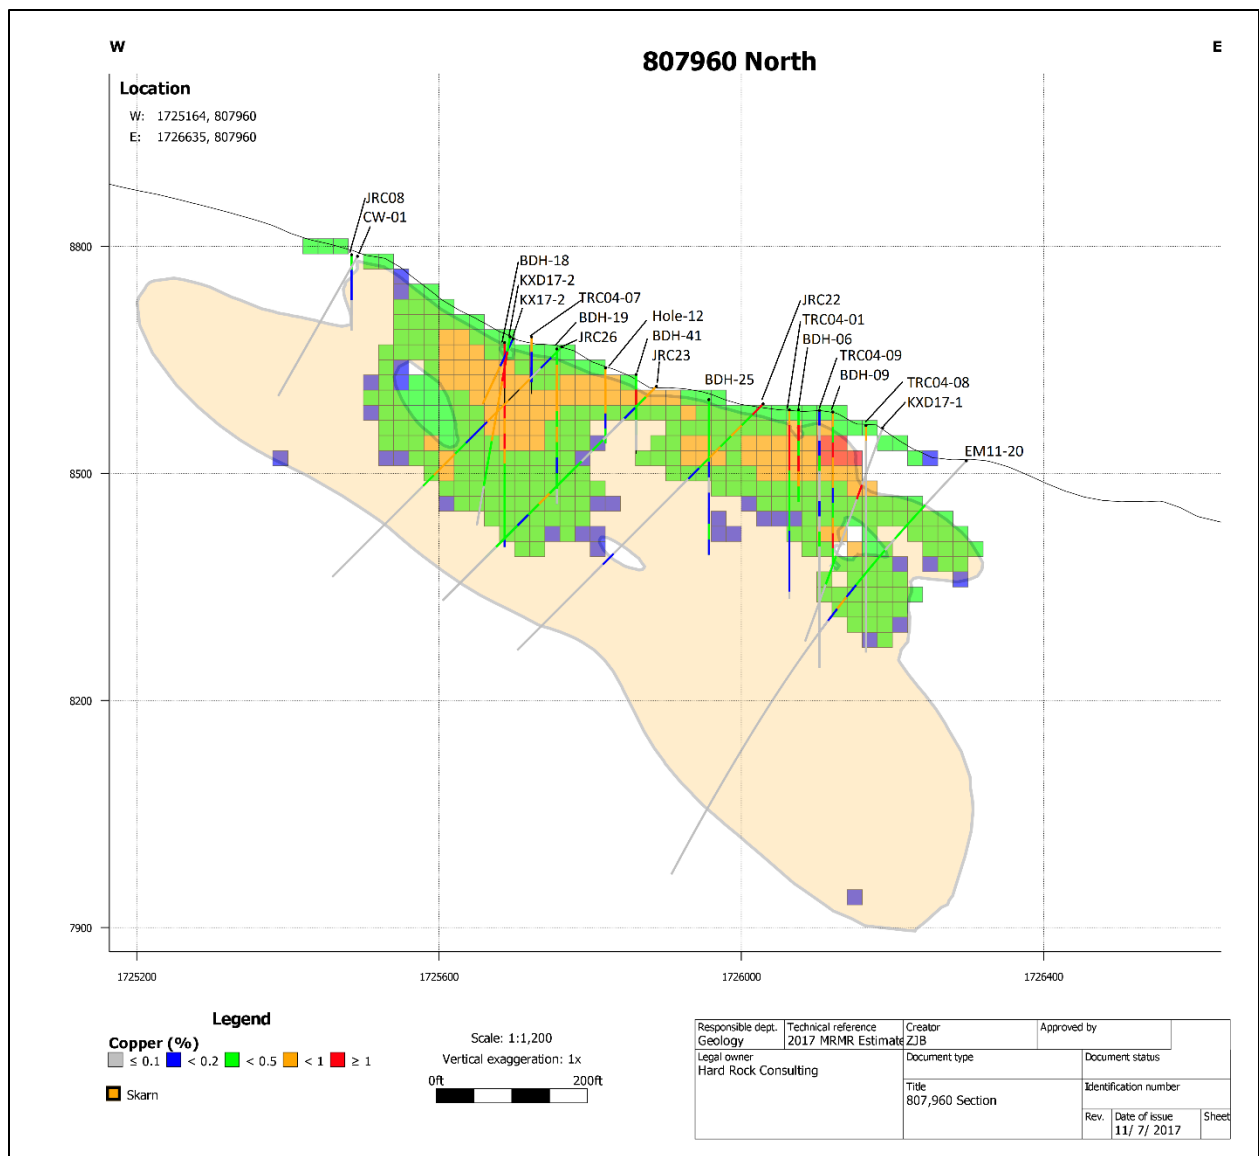 W
807960 North
E
Location
W: 1725164, 807960
E: 1726635, 807960
JRC08
CW-01
8800
BDH-18
KXD17-2
KX17-2
TRC04-07
BDH-19
JRC26
Hole-12
BDH-41
JRC23
BDH-25
JRC22
TRC04-01
BDH-06
TRC04-09
BDH-09
TRC04-08
KXD17-1
EM11-20
8500
8200
7900
1725200
1725600
1726000
1726400
Legend
Copper (%)
≤ 0.1 < 0.2 < 0.5 < 1 ≥ 1
Skarn
Scale: 1:1,200
Vertical exaggeration: 1x
0ft 200ft
Responsible dept.
Geology
Technical reference
2017 MRMR Estimate
Creator
ZJB
Approved by
Legal owner
Hard Rock Consulting
Document type
Document status
Title
807,960 Section
Identification number
Rev.
Date of issue
11/ 7/ 2017
Sheet